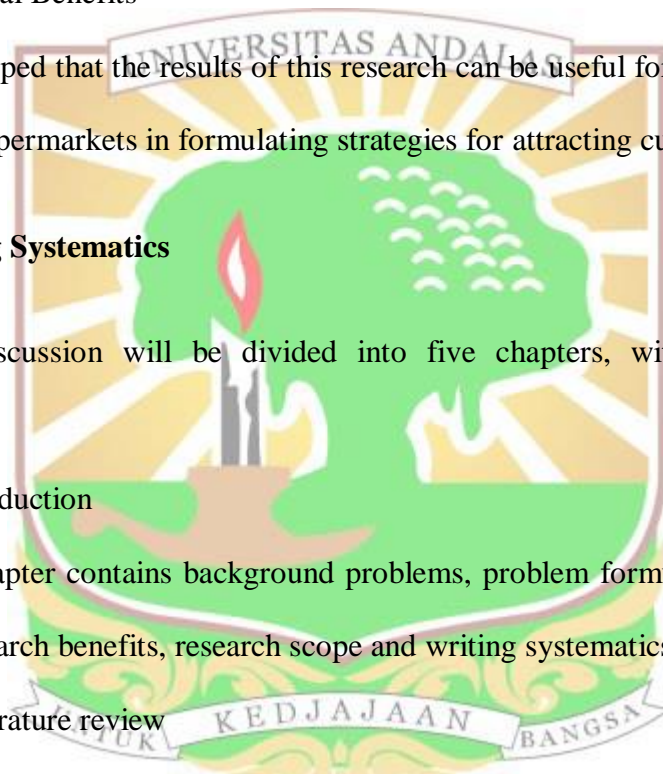 al Benefits
UNIVERSITAS ANDALAS
ped that the results of this research can be useful for
permarkets in formulating strategies for attracting cu
g Systematics
scussion will be divided into five chapters, wi
duction
apter contains background problems, problem form
arch benefits, research scope and writing systematics
rature review
UNTUK KEDJAJAAN BANGSA